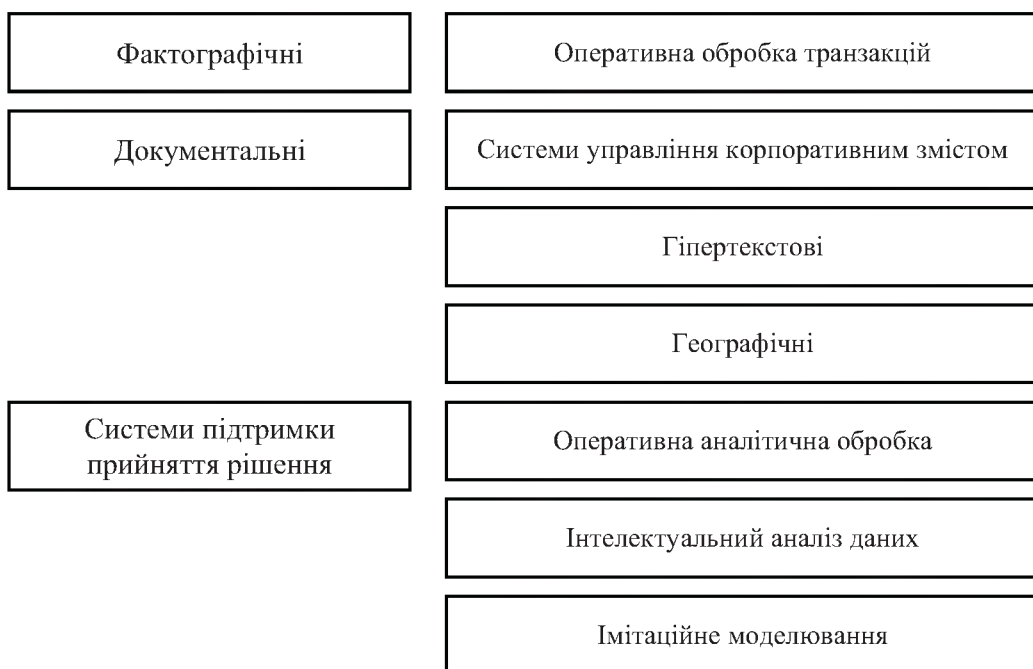 Фактографічні
Оперативна обробка транзакцій
Документальні
Системи управління корпоративним змістом
Гіпертекстові
Географічні
Системи підтримки
прийняття рішення
Оперативна аналітична обробка
Інтелектуальний аналіз даних
Імітаційне моделювання